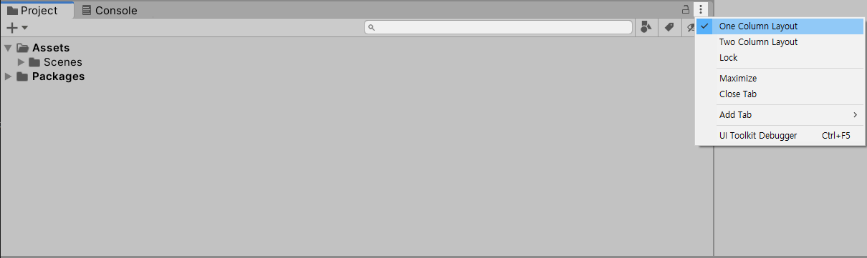 Project Console
One Column Layout
Two Column Layout
Lock
Maximize
Close Tab
Add Tab
UI Toolkit Debugger Ctrl+F5
Assets
Scenes
Packages